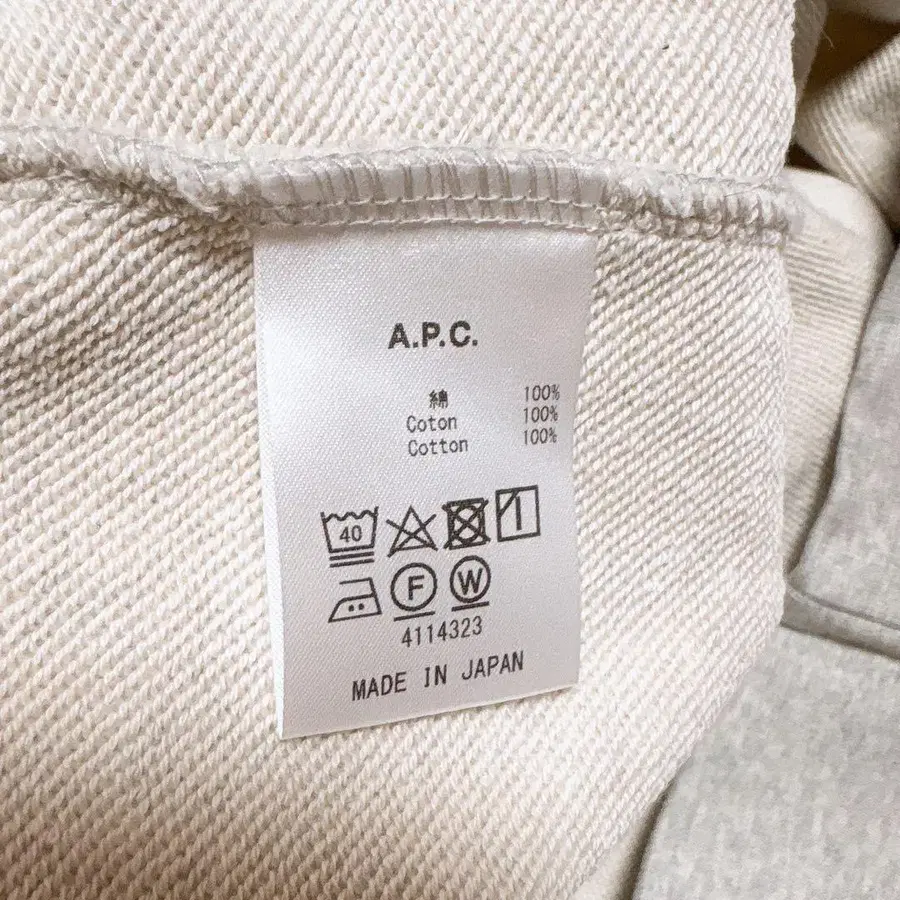 A.P.C.
綿 100%
Coton 100%
Cotton 100%
40
F W
4114323
MADE IN JAPAN